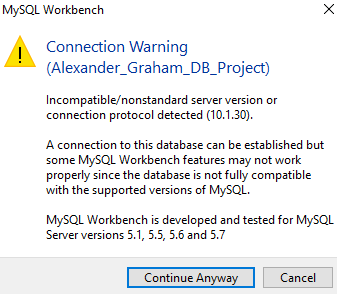 MySQL Workbench
Connection Warning
(Alexander_Graham_DB_Project)
Incompatible/nonstandard server version or
connection protocol detected (10.1.30).
A connection to this database can be established but
some MySQL Workbench features may not work
properly since the database is not fully compatible
with the supported versions of MySQL.
MySQL Workbench is developed and tested for MySQL
Server versions 5.1, 5.5, 5.6 and 5.7
Continue Anyway
Cancel